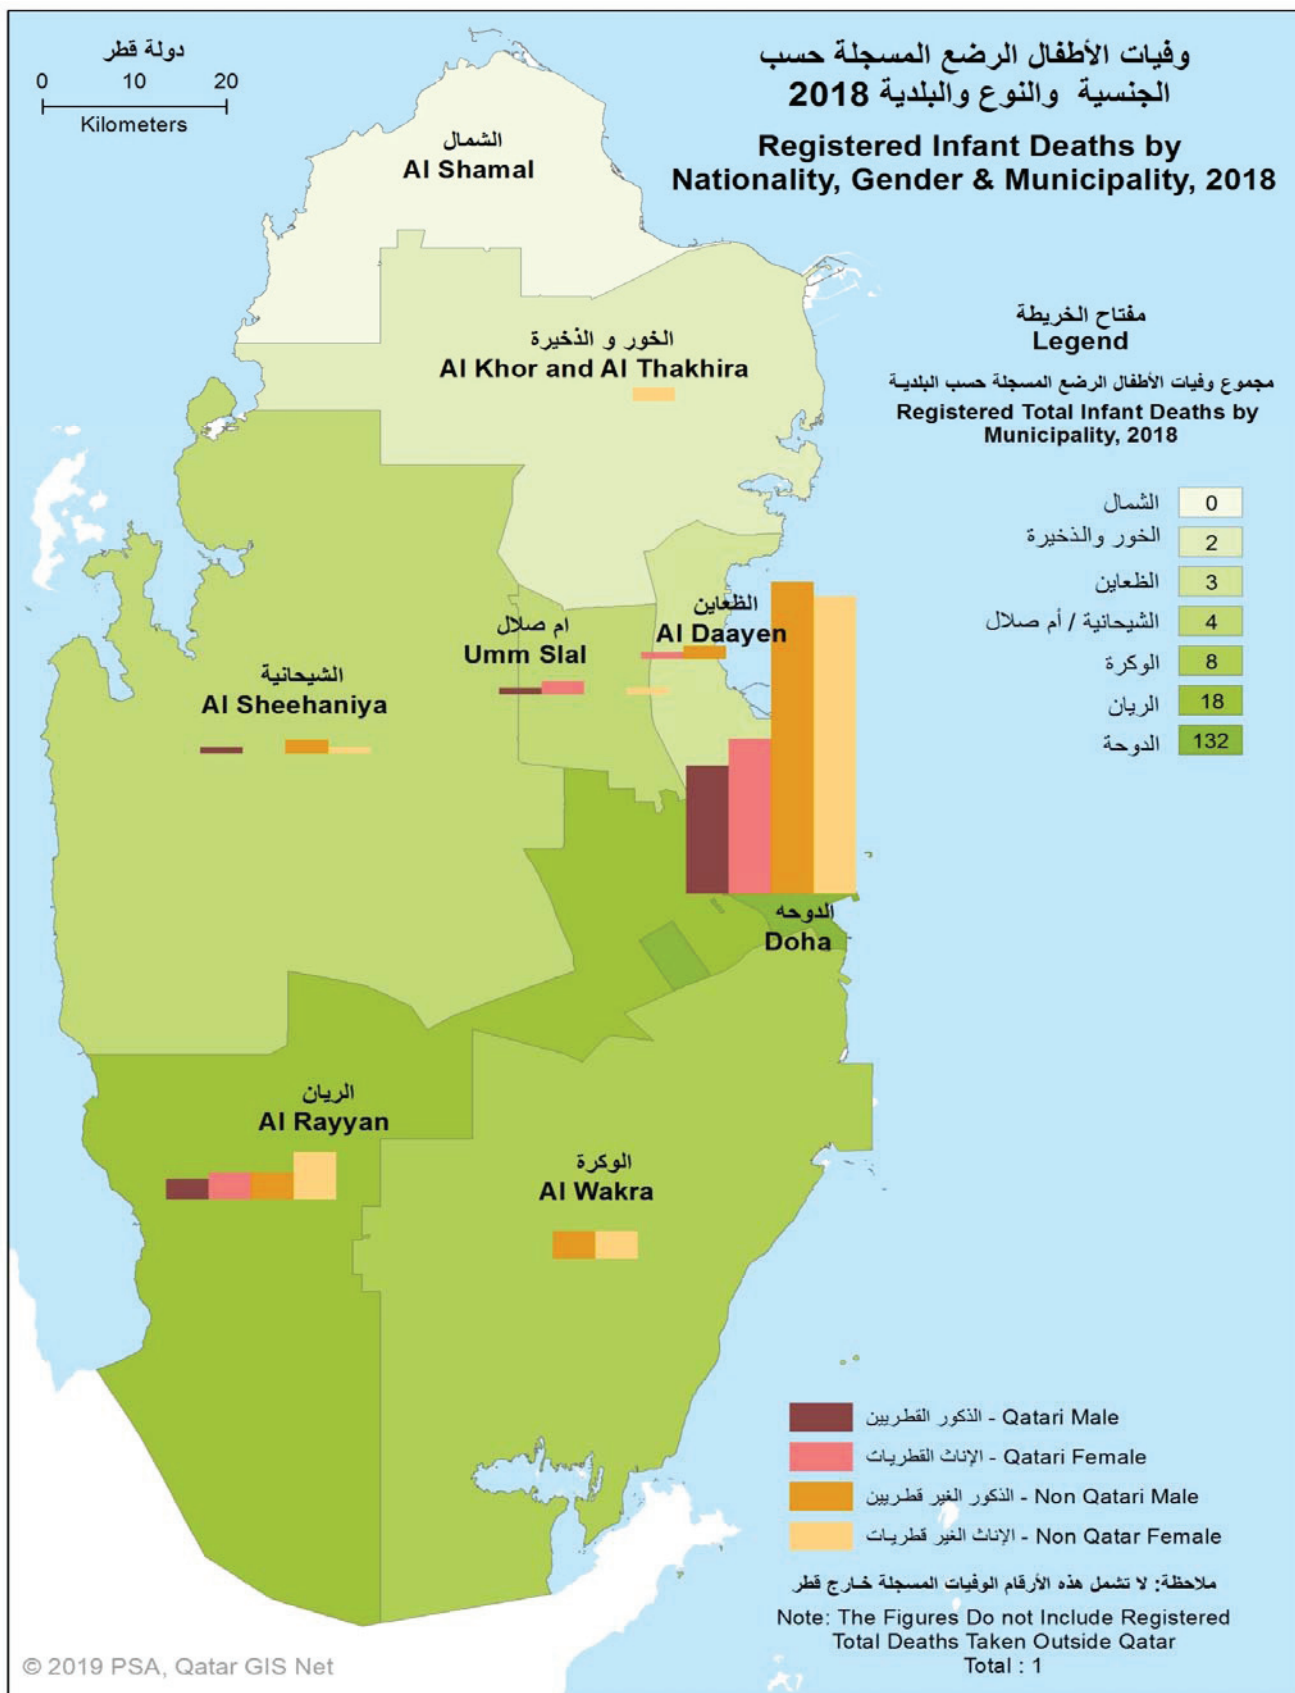 دولة قطر
0 10 20
Kilometers
وفيات الأطفال الرضع المسجلة حسب
الجنسية والنوع والبلدية 2018
Registered Infant Deaths by
Nationality, Gender & Municipality, 2018
الشمال
Al Shamal
الخور و الذخيرة
Al Khor and Al Thakhira
مفتاح الخريطة
Legend
مجموع وفيات الأطفال الرضع المسجلة حسب البلدية
Registered Total Infant Deaths by
Municipality, 2018
الشمال 0
الخور والذخيرة 2
الظعاين 3
الشيحانية / أم صلال 4
الوكرة 8
الريان 18
الدوحة 132
الظعاين
Al Daayen
ام صلال
Umm Slal
الشيحانية
Al Sheehaniya
الدوحه
Doha
الريان
Al Rayyan
الوكرة
Al Wakra
الذكور القطريين - Qatari Male
الإناث القطريات - Qatari Female
الذكور الغير قطريين - Non Qatari Male
الإناث الغير قطريات - Non Qatar Female
ملاحظة: لا تشمل هذه الأرقام الوفيات المسجلة خارج قطر
Note: The Figures Do not Include Registered
Total Deaths Taken Outside Qatar
Total : 1
© 2019 PSA, Qatar GIS Net